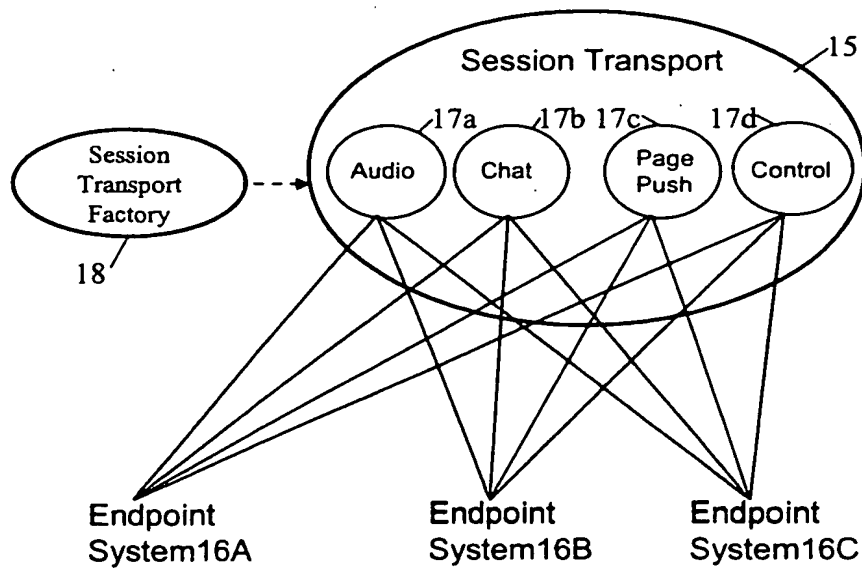 15
Session Transport
17a
17b
17c
17d
Session
Transport
Factory
Audio
Chat
Page
Push
Control
18
Endpoint
System16A
Endpoint
System16B
Endpoint
System16C